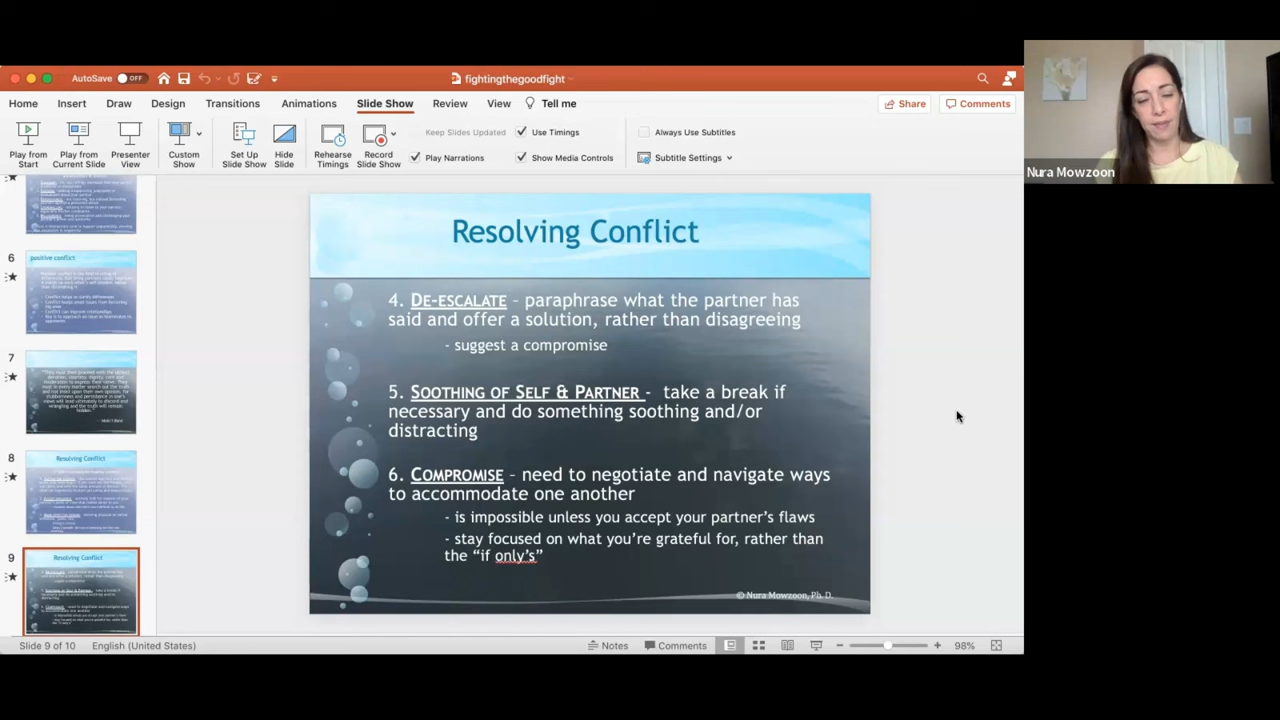 AutoSave OFF
fightingthegoodfight
Home Insert Draw Design Transitions Animations Slide Show Review View Tell me
Share Comments
Play from Start
Play from Current Slide
Presenter View
Custom Show
Set Up Slide Show
Hide Slide
Rehearse Timings
Record Slide Show
Keep Slides Updated
Play Narrations
Use Timings
Show Media Controls
Always Use Subtitles
Subtitle Settings
Nura Mowzoon
6
positive conflict
7
8
Resolving Conflict
9
Resolving Conflict
Resolving Conflict
4. DE-ESCALATE – paraphrase what the partner has
said and offer a solution, rather than disagreeing
- suggest a compromise
5. SOOTHING OF SELF & PARTNER - take a break if
necessary and do something soothing and/or
distracting
6. COMPROMISE - need to negotiate and navigate ways
to accommodate one another
- is impossible unless you accept your partner's flaws
- stay focused on what you're grateful for, rather than
the “if only's”
© Nura Mowzoon, Ph. D.
Slide 9 of 10 English (United States) Notes Comments 98%